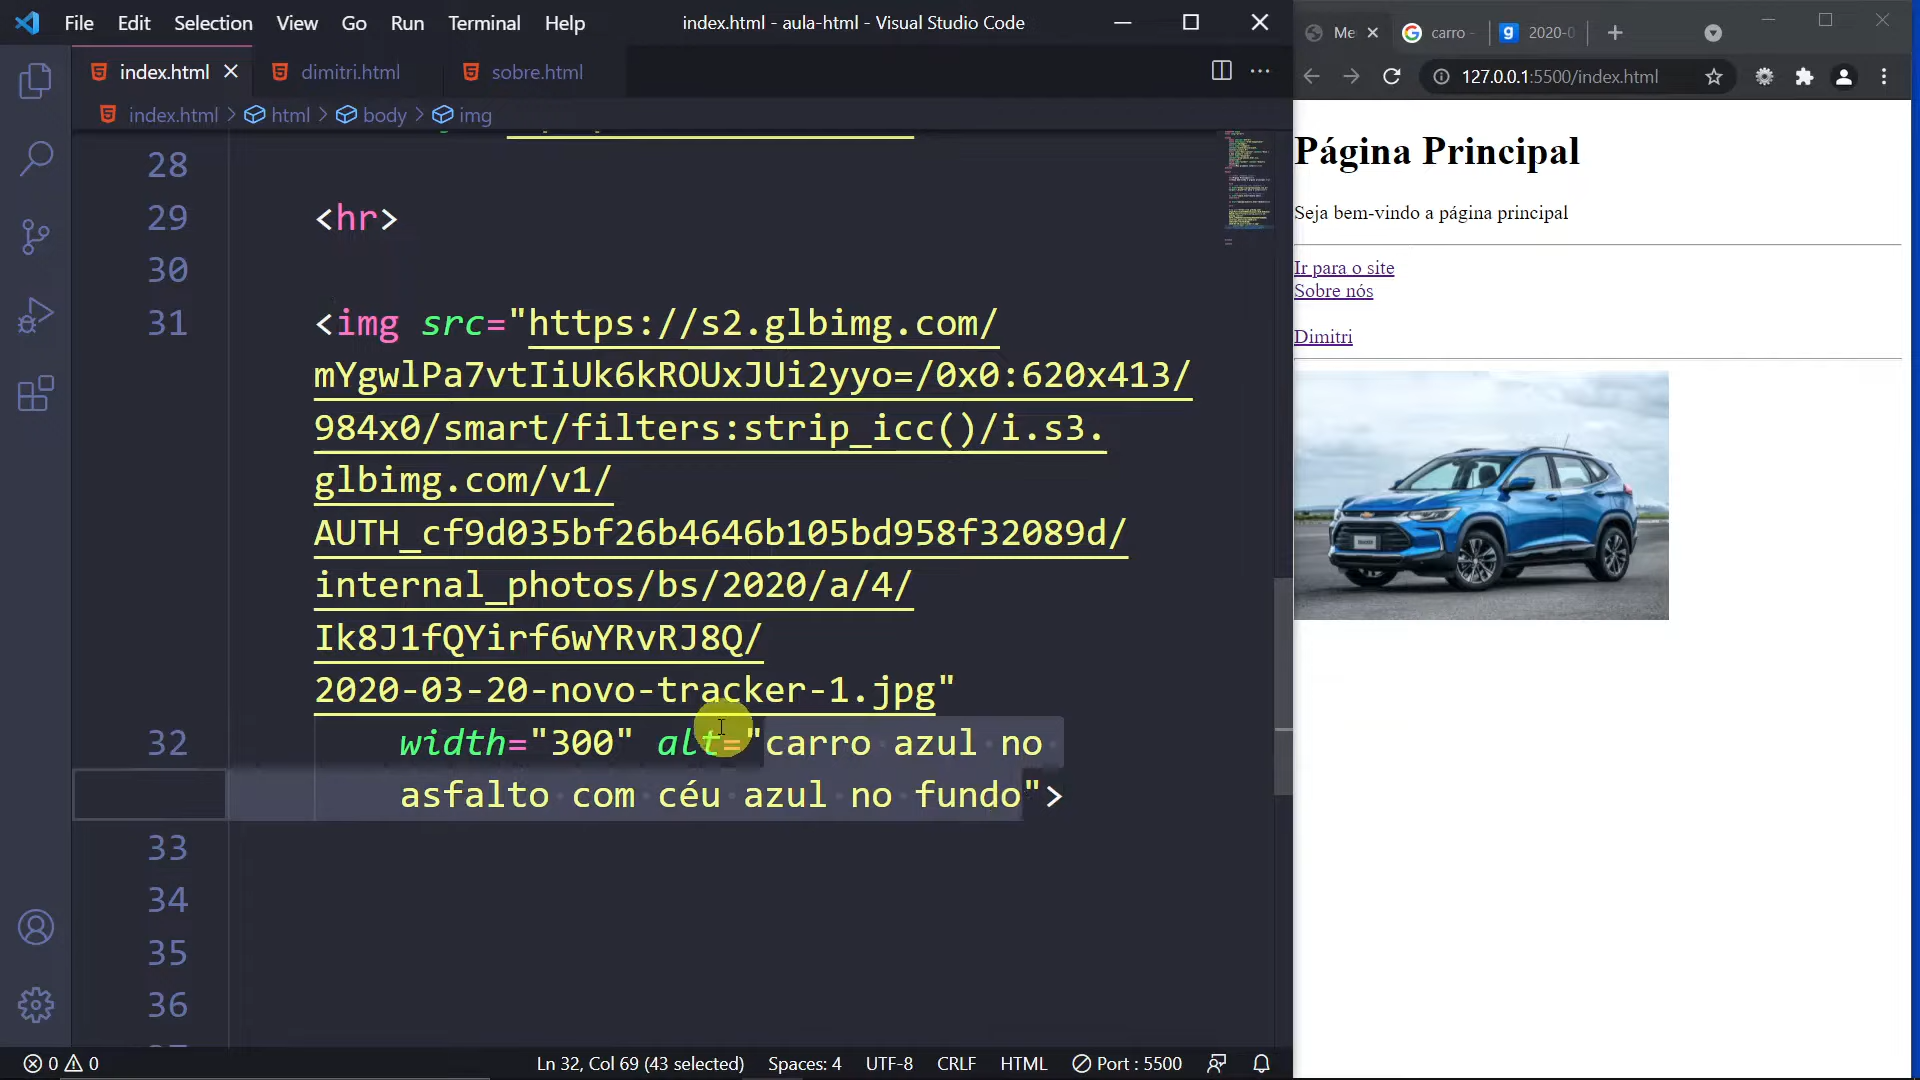 File Edit Selection View Go Run Terminal Help
index.html - aula-html - Visual Studio Code
index.html dimitri.html sobre.html
index.html > html > body > img
28
29 <hr>
30
31 <img src="https://s2.glbimg.com/
mYgwlPa7vtIiUk6kROUxJUi2yyo=/0x0:620x413/
984x0/smart/filters:strip_icc()/i.s3.
glbimg.com/v1/
AUTH_cf9d035bf26b4646b105bd958f32089d/
internal_photos/bs/2020/a/4/
Ik8J1fQYirf6wYRvRJ8Q/
2020-03-20-novo-tracker-1.jpg"
32 width="300" alt="carro azul no
asfalto com céu azul no fundo">
33
34
35
36
0 0
Ln 32, Col 69 (43 selected) Spaces: 4 UTF-8 CRLF HTML Port : 5500
Me carro - 2020-0
127.0.0.1:5500/index.html
Página Principal
Seja bem-vindo a página principal
Ir para o site
Sobre nós
Dimitri